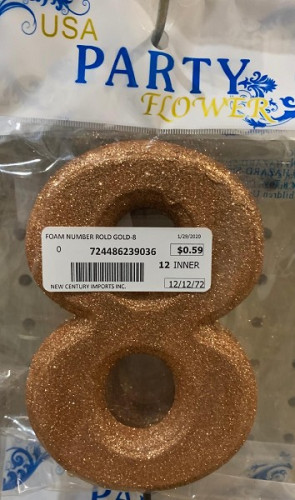 USA
PARTY
FLOWER
FOAM NUMBER ROLD GOLD-8 1/29/2020
0 724486239036 $0.59
12 INNER
NEW CENTURY IMPORTS INC. 12/12/72
8